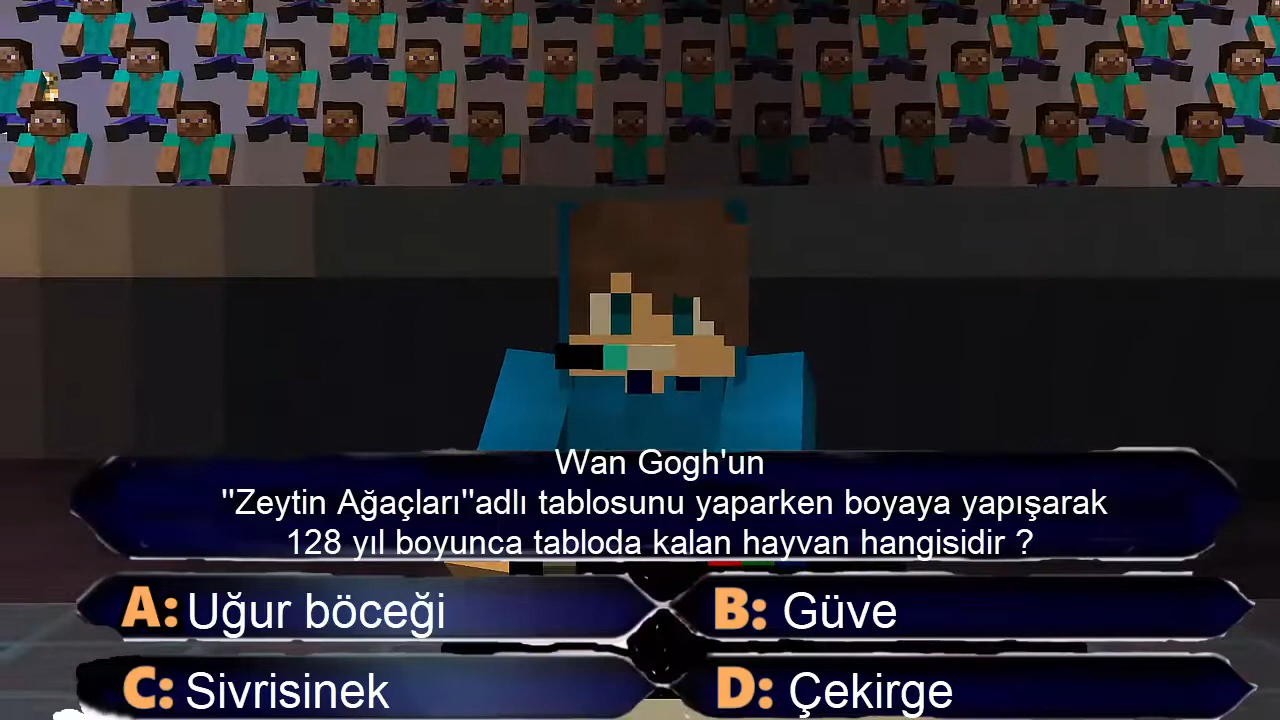 Wan Gogh'un
"Zeytin Ağaçları"adlı tablosunu yaparken boyaya yapışarak
128 yıl boyunca tabloda kalan hayvan hangisidir ?
A: Uğur böceği
B: Güve
C: Sivrisinek
D: Çekirge